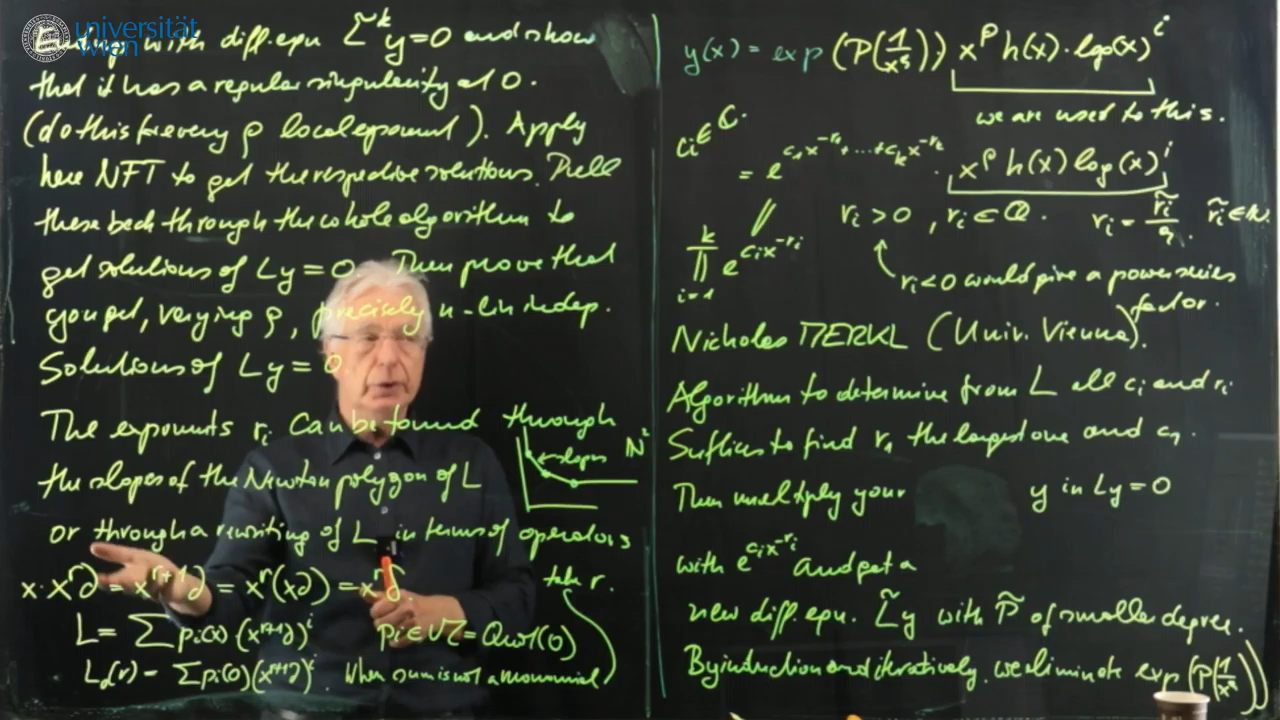 universität
wien
with diff. equ L̃ᵏy=0 and show
that it has a regular singularity at 0.
(do this for every ρ local exponent). Apply
here NFT to get the respective solutions. Pull
these back through the whole algorithm to
get solutions of Ly=0. Then prove that
you get, varying ρ, precisely n-lin indep.
Solutions of Ly=0
The exponents rᵢ can be found through
the slopes of the Newton polygon of L
slopes ℕ²
or through a rewriting of L in terms of operators
x·xʳ∂ = xʳ⁺¹∂ = xʳ(x∂) = xʳδ. take r.
L = ∑ pᵢ(x) (xʳ⁺¹∂)ⁱ pᵢ ∈ = Quot(O)
L₀(r) = ∑ pᵢ(0) (xʳ⁺¹∂)ⁱ. When sum is not a monomial
y(x) = exp (P(1/xˢ)) xᵖ h(x)·log(x)ⁱ
we are used to this.
cᵢ ∈ ℂ.
= e^{c₁x^{-r₁}+...+cₖx^{-rₖ}} · xᵖ h(x) log(x)ⁱ
rᵢ > 0, rᵢ ∈ ℚ. rᵢ = r̃ᵢ/q, r̃ᵢ ∈ ℕ.
∏ᵢ₌₁ᵏ e^{cᵢx^{-rᵢ}}
rᵢ<0 would give a power series
factor.
Nicholas MERKL (Univ. Vienna).
Algorithm to determine from L all cᵢ and rᵢ
Suffices to find r₁ the largest one and c₁.
Then multiply your y in Ly=0
with e^{cᵢx^{-rᵢ}} and get a
new diff. equ. L̃y with P̃ of smaller degree.
By induction and iteratively, we eliminate exp (P(1/xˢ))